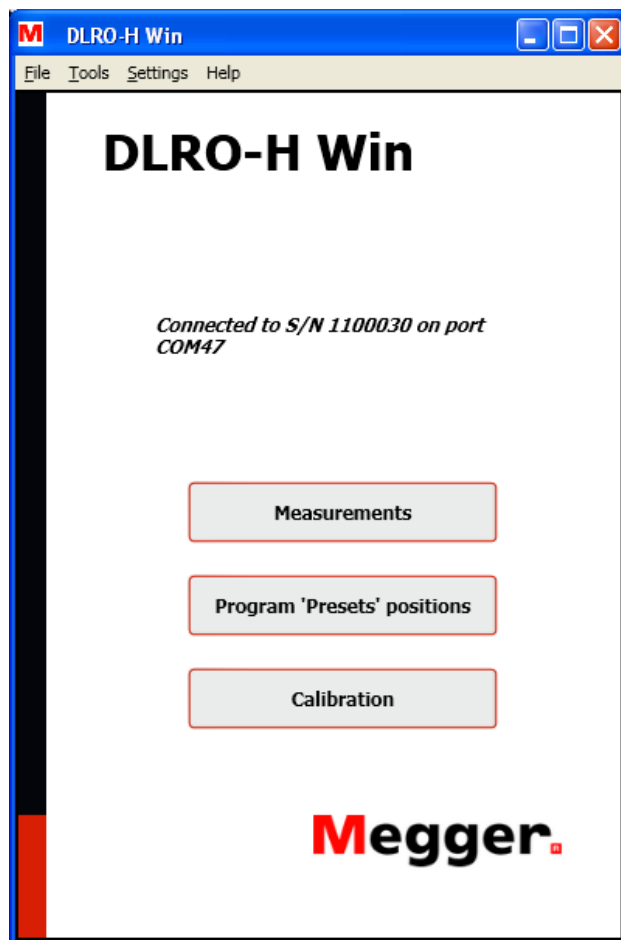 M DLRO-H Win
File Tools Settings Help
DLRO-H Win
Connected to S/N 1100030 on port
COM47
Measurements
Program 'Presets' positions
Calibration
Megger